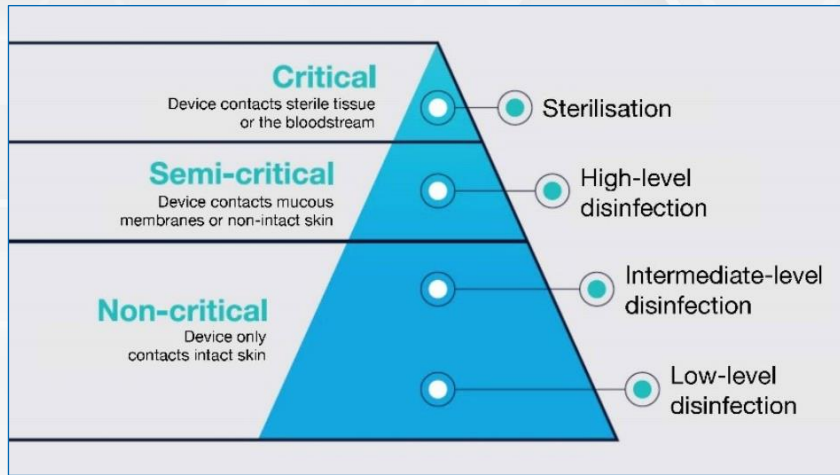 Critical
Device contacts sterile tissue
or the bloodstream
Sterilisation
Semi-critical
Device contacts mucous
membranes or non-intact skin
High-level
disinfection
Non-critical
Device only
contacts intact skin
Intermediate-level
disinfection
Low-level
disinfection